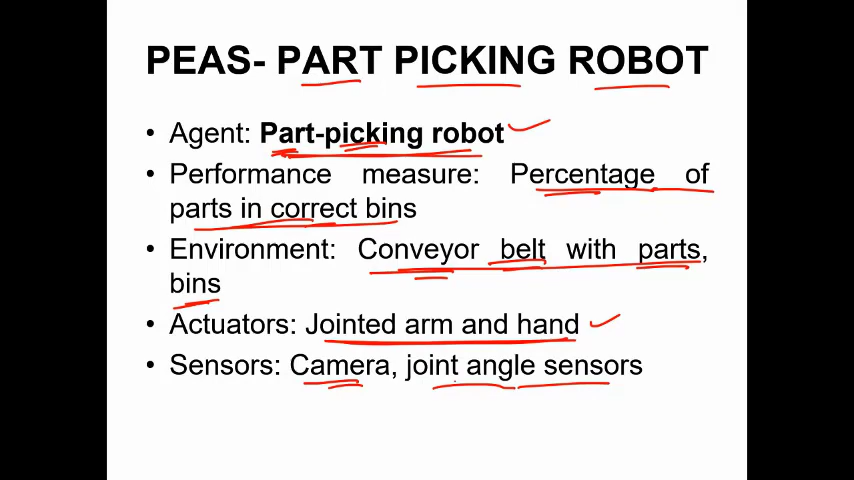 PEAS- PART PICKING ROBOT
• Agent: Part-picking robot
• Performance measure: Percentage of
parts in correct bins
• Environment: Conveyor belt with parts,
bins
• Actuators: Jointed arm and hand
• Sensors: Camera, joint angle sensors